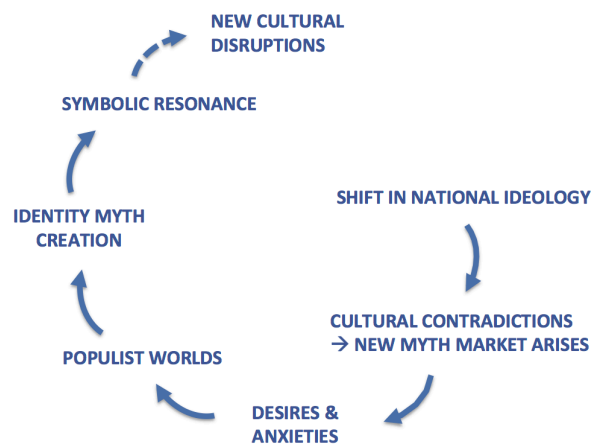 NEW CULTURAL
DISRUPTIONS
SYMBOLIC RESONANCE
SHIFT IN NATIONAL IDEOLOGY
IDENTITY MYTH
CREATION
CULTURAL CONTRADICTIONS
→ NEW MYTH MARKET ARISES
POPULIST WORLDS
DESIRES &
ANXIETIES